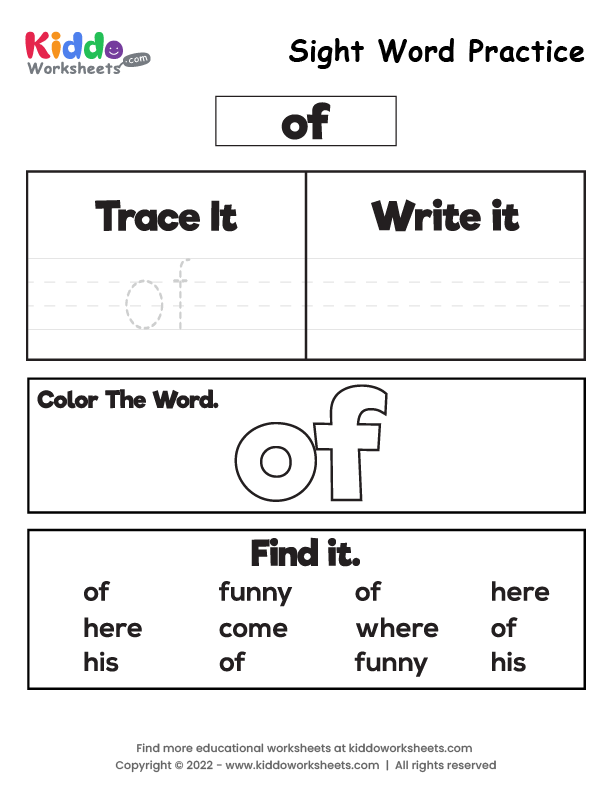 Kiddo
Worksheets .com
Sight Word Practice
of
Trace It
Write it
of
Color The Word.
of
Find it.
of funny of here
here come where of
his of funny his
Find more educational worksheets at kiddoworksheets.com
Copyright © 2022 - www.kiddoworksheets.com | All rights reserved